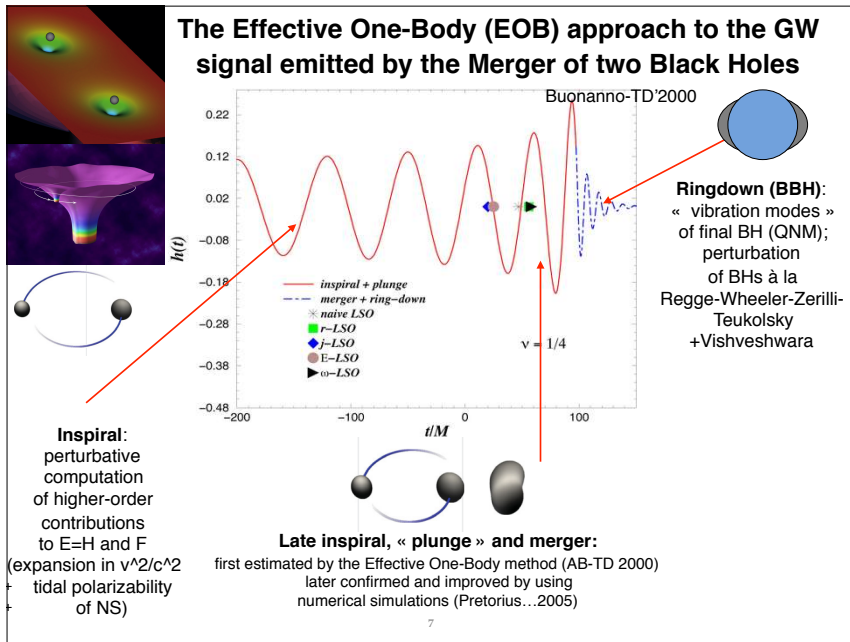 The Effective One-Body (EOB) approach to the GW
signal emitted by the Merger of two Black Holes
Buonanno-TD'2000
0.22
0.12
0.02
−0.08
−0.18
−0.28
−0.38
−0.48
h(t)
inspiral + plunge
merger + ring−down
naive LSO
r−LSO
j−LSO
E−LSO
ω−LSO
ν = 1/4
−200
−100
0
100
t/M
Ringdown (BBH):
« vibration modes »
of final BH (QNM);
perturbation
of BHs à la
Regge-Wheeler-Zerilli-
Teukolsky
+Vishveshwara
Inspiral:
perturbative
computation
of higher-order
contributions
to E=H and F
(expansion in v^2/c^2
+ tidal polarizability
+ of NS)
Late inspiral, « plunge » and merger:
first estimated by the Effective One-Body method (AB-TD 2000)
later confirmed and improved by using
numerical simulations (Pretorius…2005)
7